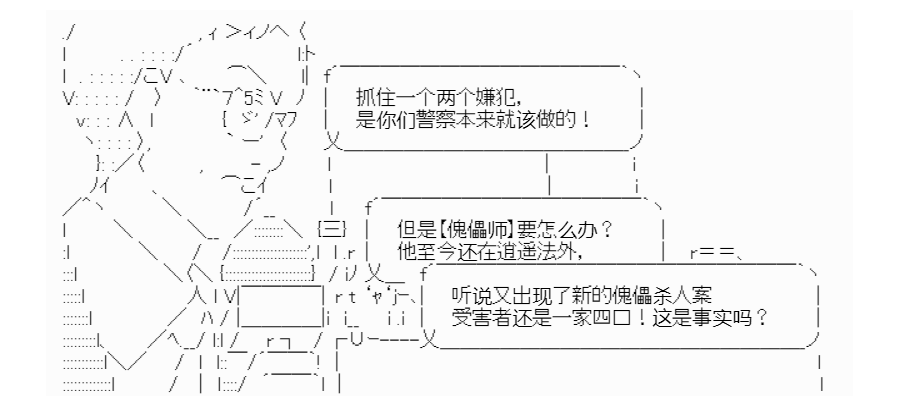 抓住一个两个嫌犯，
是你们警察本来就该做的！
但是【傀儡师】要怎么办？
他至今还在逍遥法外，
听说又出现了新的傀儡杀人案
受害者还是一家四口！这是事实吗？